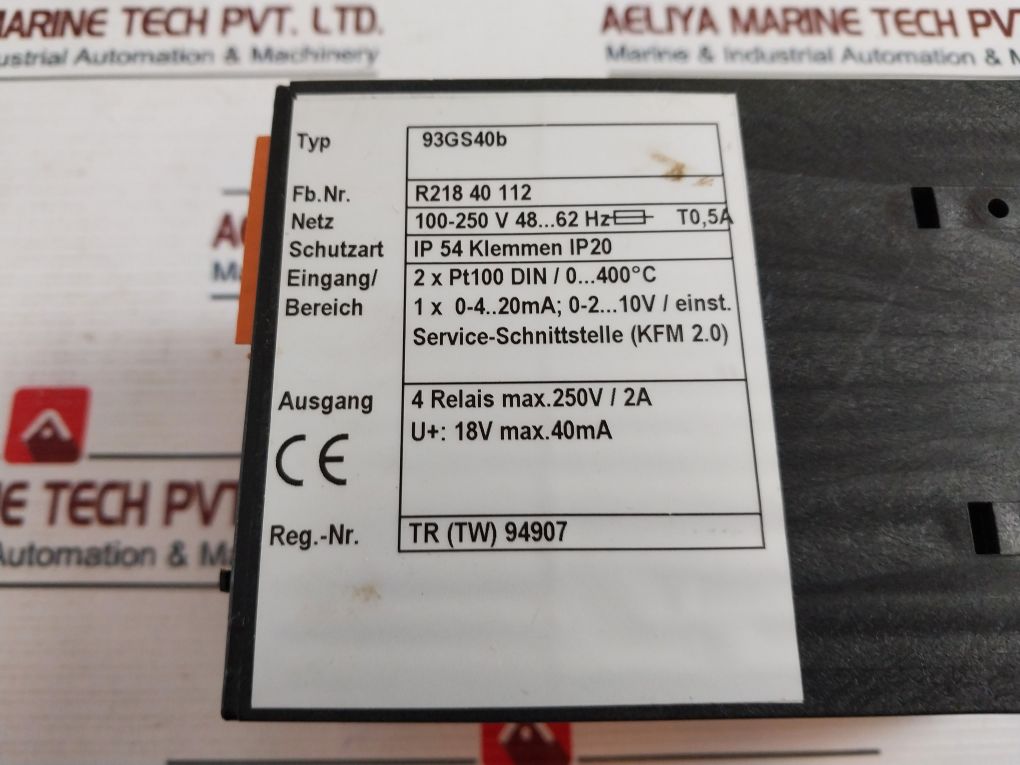 MARINE TECH PVT. LTD.
Industrial Automation & Machinery
AELIYA MARINE TECH PVT
Marine & Industrial Automation &
Typ 93GS40b
Fb.Nr. R218 40 112
Netz 100-250 V 48...62 Hz T0,5A
Schutzart IP 54 Klemmen IP20
Eingang/ 2 x Pt100 DIN / 0...400°C
Bereich 1 x 0-4..20mA; 0-2...10V / einst.
Service-Schnittstelle (KFM 2.0)
Ausgang 4 Relais max.250V / 2A
U+: 18V max.40mA
CE
Reg.-Nr. TR (TW) 94907
TECH PVT
Automation &